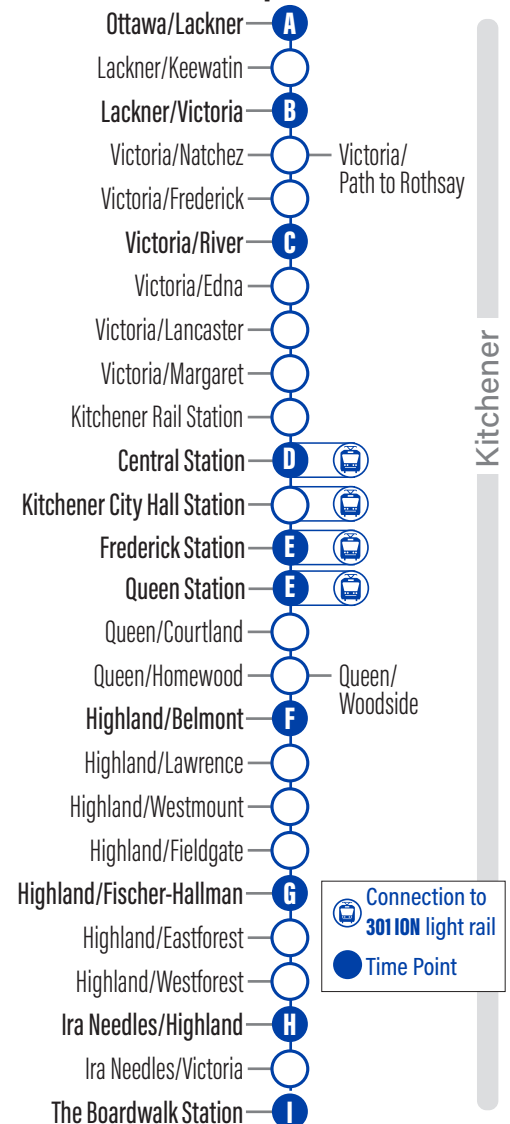 Ottawa/Lackner A
Lackner/Keewatin
Lackner/Victoria B
Victoria/Natchez Victoria/
Path to Rothsay
Victoria/Frederick
Victoria/River C
Victoria/Edna
Victoria/Lancaster
Victoria/Margaret
Kitchener Rail Station
Central Station D
Kitchener City Hall Station
Frederick Station E
Queen Station E
Queen/Courtland
Queen/Homewood Queen/
Woodside
Highland/Belmont F
Highland/Lawrence
Highland/Westmount
Highland/Fieldgate
Highland/Fischer-Hallman G
Highland/Eastforest
Highland/Westforest
Ira Needles/Highland H
Ira Needles/Victoria
The Boardwalk Station I
Kitchener
Connection to
301 ION light rail
Time Point